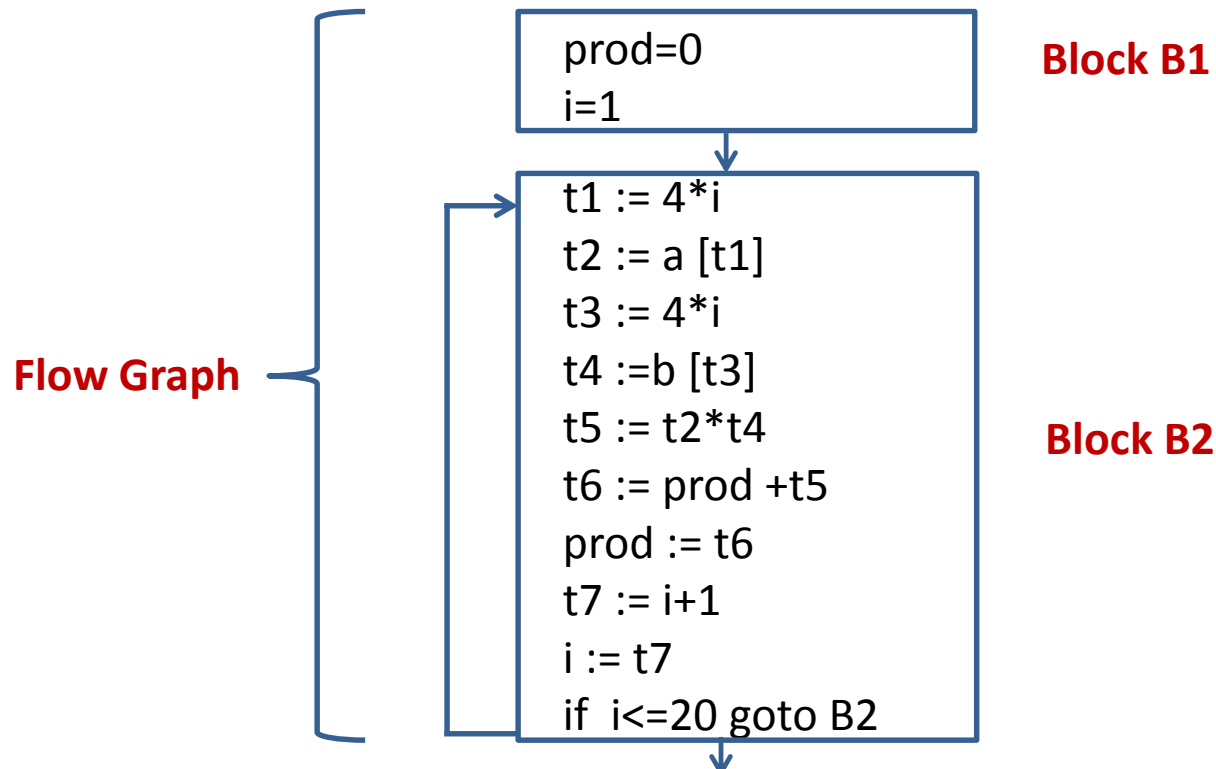 prod=0
i=1
Block B1
t1 := 4*i
t2 := a [t1]
t3 := 4*i
t4 :=b [t3]
t5 := t2*t4
t6 := prod +t5
prod := t6
t7 := i+1
i := t7
if  i<=20 goto B2
Flow Graph
Block B2